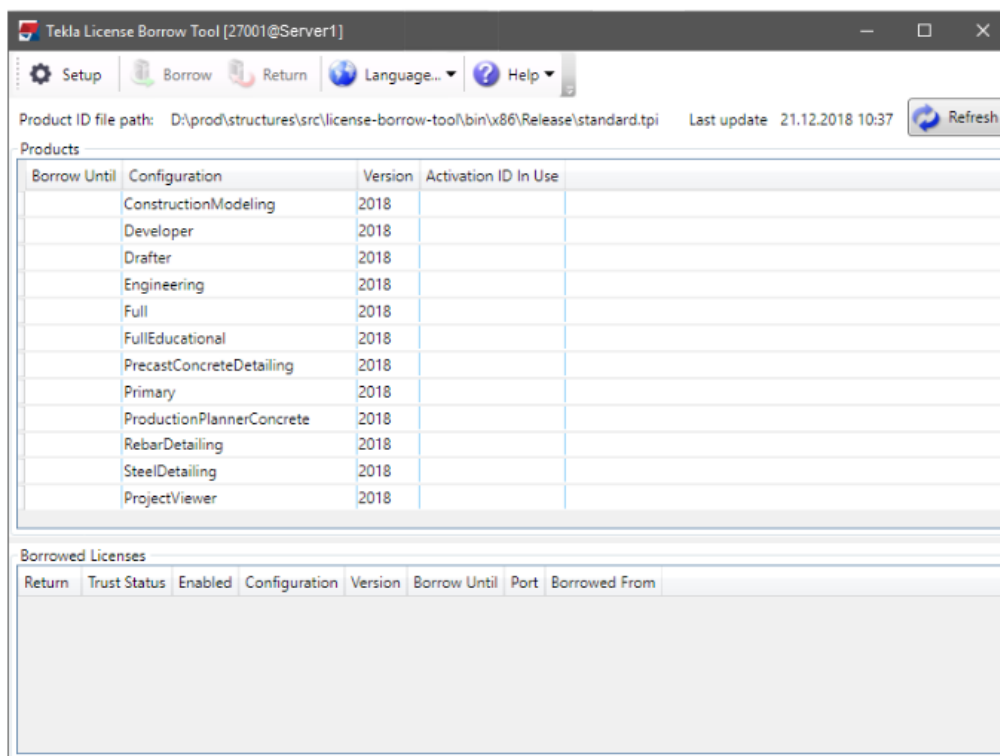 Tekla License Borrow Tool [27001@Server1]
Setup Borrow Return Language... Help
Product ID file path: D:\prod\structures\src\license-borrow-tool\bin\x86\Release\standard.tpi Last update 21.12.2018 10:37 Refresh
Products
Borrow Until Configuration Version Activation ID In Use
ConstructionModeling 2018
Developer 2018
Drafter 2018
Engineering 2018
Full 2018
FullEducational 2018
PrecastConcreteDetailing 2018
Primary 2018
ProductionPlannerConcrete 2018
RebarDetailing 2018
SteelDetailing 2018
ProjectViewer 2018
Borrowed Licenses
Return Trust Status Enabled Configuration Version Borrow Until Port Borrowed From